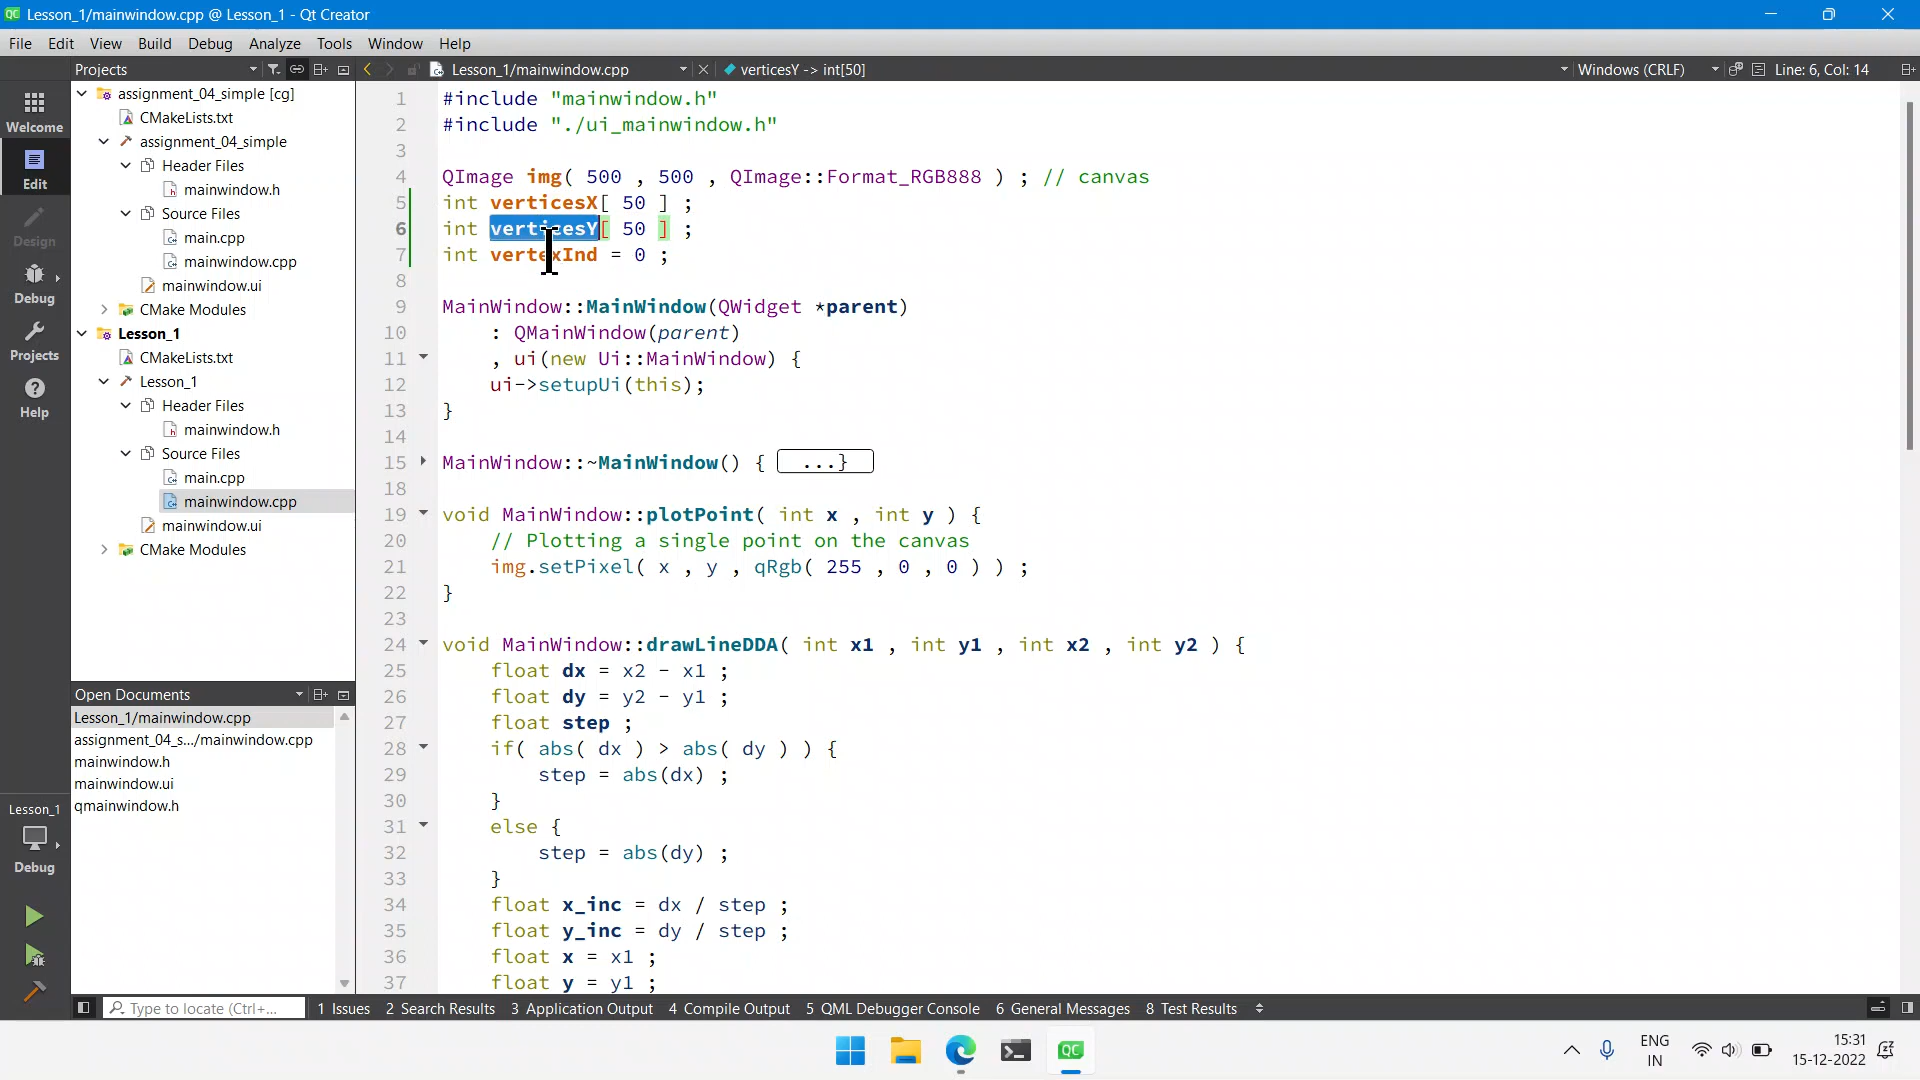 QC Lesson_1/mainwindow.cpp @ Lesson_1 - Qt Creator
File Edit View Build Debug Analyze Tools Window Help
Projects
Lesson_1/mainwindow.cpp
verticesY -> int[50]
Windows (CRLF)
Line: 6, Col: 14
Welcome
Edit
Design
Debug
Projects
Help
assignment_04_simple [cg]
CMakeLists.txt
assignment_04_simple
Header Files
mainwindow.h
Source Files
main.cpp
mainwindow.cpp
mainwindow.ui
CMake Modules
Lesson_1
CMakeLists.txt
Lesson_1
Header Files
mainwindow.h
Source Files
main.cpp
mainwindow.cpp
mainwindow.ui
CMake Modules
Open Documents
Lesson_1/mainwindow.cpp
assignment_04_s.../mainwindow.cpp
mainwindow.h
mainwindow.ui
qmainwindow.h
Lesson_1
Debug
1 #include "mainwindow.h"
2 #include "./ui_mainwindow.h"
3
4 QImage img( 500 , 500 , QImage::Format_RGB888 ) ; // canvas
5 int verticesX[ 50 ] ;
6 int verticesY[ 50 ] ;
7 int vertexInd = 0 ;
8
9 MainWindow::MainWindow(QWidget *parent)
10 : QMainWindow(parent)
11 , ui(new Ui::MainWindow) {
12 ui->setupUi(this);
13 }
14
15 MainWindow::~MainWindow() { ...}
18
19 void MainWindow::plotPoint( int x , int y ) {
20 // Plotting a single point on the canvas
21 img.setPixel( x , y , qRgb( 255 , 0 , 0 ) ) ;
22 }
23
24 void MainWindow::drawLineDDA( int x1 , int y1 , int x2 , int y2 ) {
25 float dx = x2 - x1 ;
26 float dy = y2 - y1 ;
27 float step ;
28 if( abs( dx ) > abs( dy ) ) {
29 step = abs(dx) ;
30 }
31 else {
32 step = abs(dy) ;
33 }
34 float x_inc = dx / step ;
35 float y_inc = dy / step ;
36 float x = x1 ;
37 float y = y1 ;
Type to locate (Ctrl+...
1 Issues 2 Search Results 3 Application Output 4 Compile Output 5 QML Debugger Console 6 General Messages 8 Test Results
QC
ENG
IN
15:31
15-12-2022